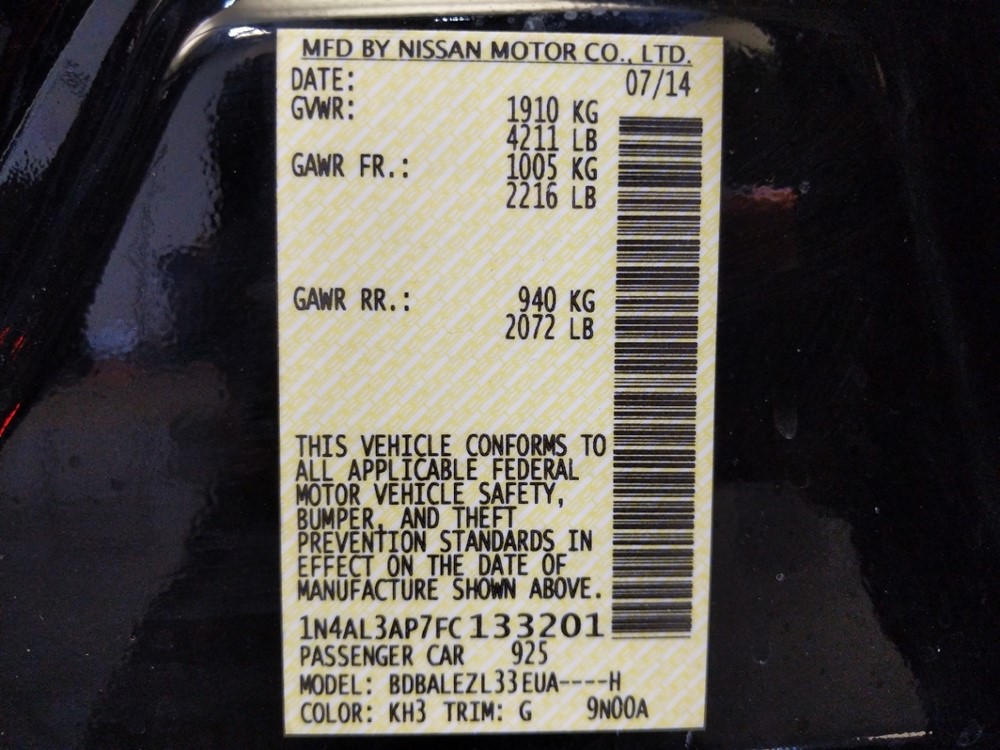 MFD BY NISSAN MOTOR CO., LTD.
DATE: 07/14
GVWR: 1910 KG
4211 LB
GAWR FR.: 1005 KG
2216 LB
GAWR RR.: 940 KG
2072 LB
THIS VEHICLE CONFORMS TO
ALL APPLICABLE FEDERAL
MOTOR VEHICLE SAFETY,
BUMPER, AND THEFT
PREVENTION STANDARDS IN
EFFECT ON THE DATE OF
MANUFACTURE SHOWN ABOVE.
1N4AL3AP7FC133201
PASSENGER CAR 925
MODEL: BDBALEZL33EUA----H
COLOR: KH3 TRIM: G 9N00A